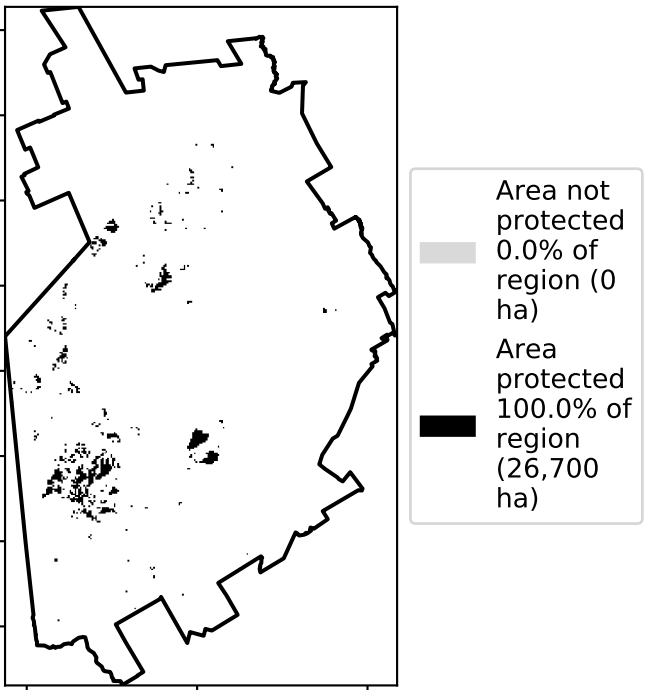 Area not
protected
0.0% of
region (0
ha)
Area
protected
100.0% of
region
(26,700
ha)